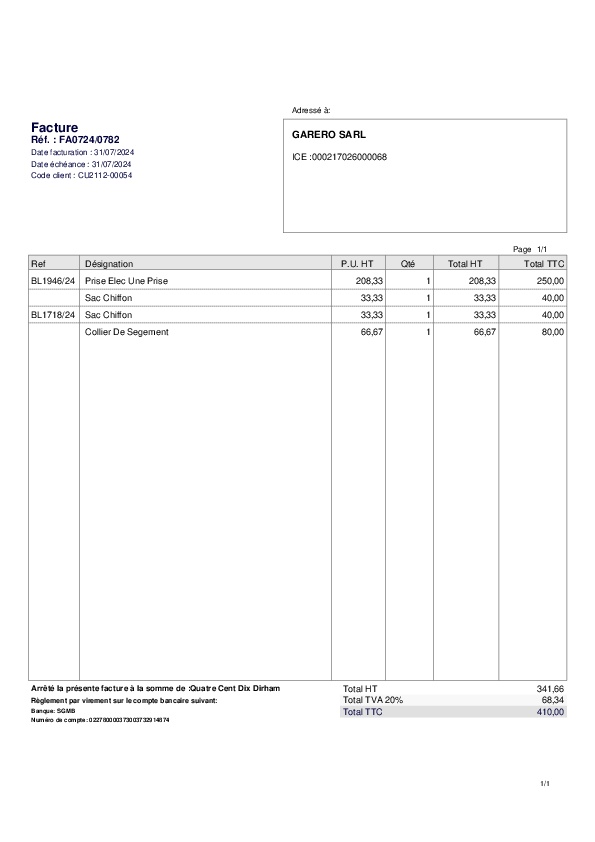 Adressé à:
Facture
Réf. : FA0724/0782
Date facturation : 31/07/2024
Date échéance : 31/07/2024
Code client : CU2112-00054
GARERO SARL
ICE :000217026000068
Page 1/1
Ref Désignation P.U. HT Qté Total HT Total TTC
BL1946/24 Prise Elec Une Prise 208,33 1 208,33 250,00
Sac Chiffon 33,33 1 33,33 40,00
BL1718/24 Sac Chiffon 33,33 1 33,33 40,00
Collier De Segement 66,67 1 66,67 80,00
Arrêté la présente facture à la somme de :Quatre Cent Dix Dirham
Règlement par virement sur le compte bancaire suivant:
Banque: SGMB
Numéro de compte: 022780000373003732914874
Total HT 341,66
Total TVA 20% 68,34
Total TTC 410,00
1/1